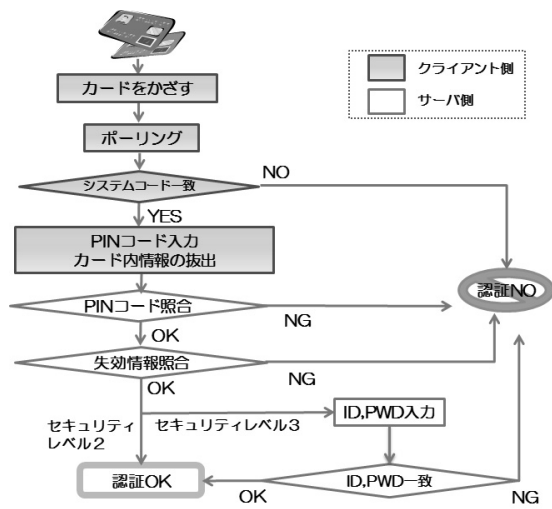 クライアント側
サーバ側
カードをかざす
ポーリング
システムコード一致
NO
YES
PINコード入力
カード内情報の抜出
認証NO
PINコード照合
NG
OK
失効情報照合
NG
OK
セキュリティ
レベル2
セキュリティレベル3
ID,PWD入力
認証OK
OK
ID,PWD一致
NG